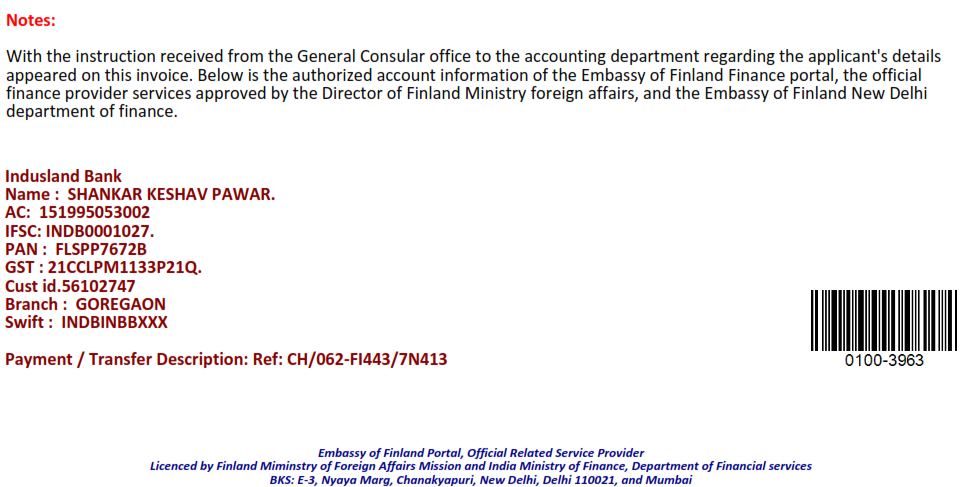 Notes:
With the instruction received from the General Consular office to the accounting department regarding the applicant's details
appeared on this invoice. Below is the authorized account information of the Embassy of Finland Finance portal, the official
finance provider services approved by the Director of Finland Ministry foreign affairs, and the Embassy of Finland New Delhi
department of finance.
Indusland Bank
Name : SHANKAR KESHAV PAWAR.
AC: 151995053002
IFSC: INDB0001027.
PAN : FLSPP7672B
GST : 21CCLPM1133P21Q.
Cust id.56102747
Branch : GOREGAON
Swift : INDBINBBXXX
Payment / Transfer Description: Ref: CH/062-FI443/7N413
0100-3963
Embassy of Finland Portal, Official Related Service Provider
Licenced by Finland Miminstry of Foreign Affairs Mission and India Ministry of Finance, Department of Financial services
BKS: E-3, Nyaya Marg, Chanakyapuri, New Delhi, Delhi 110021, and Mumbai